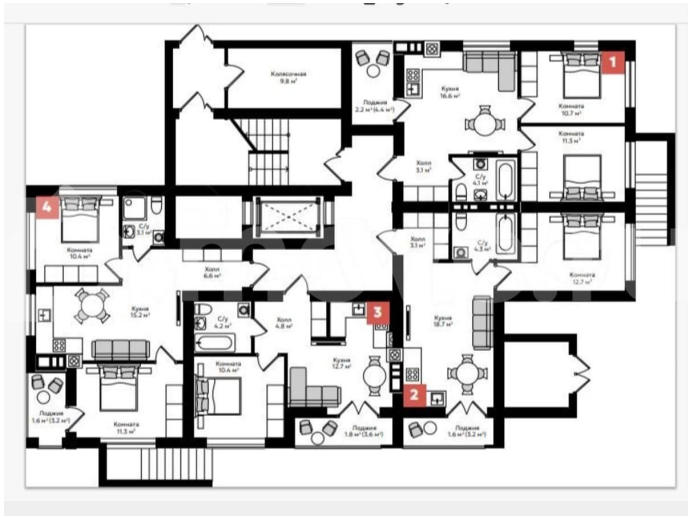 Колясочная
9.8 м²
Лоджия
2.2 м² (4.4 м²)
Кухня
16.6 м²
1
Комната
10.7 м²
Комната
11.3 м²
Холл
3.1 м²
С/у
4.1 м²
4
Комната
10.4 м²
С/у
3.1 м²
Холл
6.6 м²
Кухня
15.2 м²
Холл
3.1 м²
С/у
4.3 м²
Комната
12.7 м²
С/у
4.2 м²
Холл
4.8 м²
3
Кухня
12.7 м²
Кухня
18.7 м²
Комната
10.4 м²
2
Лоджия
1.6 м² (3.2 м²)
Комната
11.3 м²
Лоджия
1.8 м² (3.6 м²)
Лоджия
1.6 м² (3.2 м²)